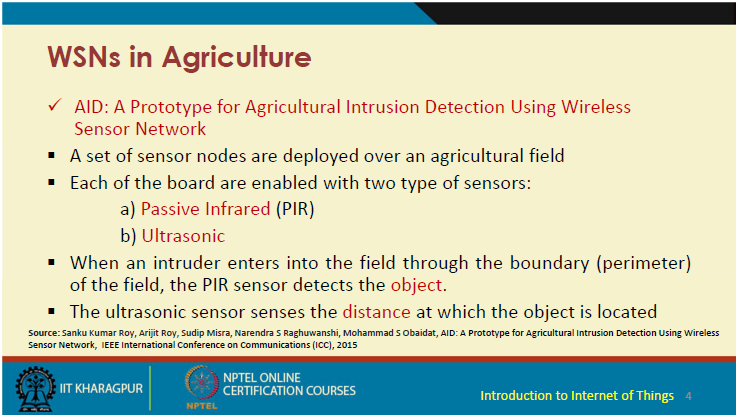 WSNs in Agriculture
✓ AID: A Prototype for Agricultural Intrusion Detection Using Wireless
Sensor Network
▪ A set of sensor nodes are deployed over an agricultural field
▪ Each of the board are enabled with two type of sensors:
a) Passive Infrared (PIR)
b) Ultrasonic
▪ When an intruder enters into the field through the boundary (perimeter)
of the field, the PIR sensor detects the object.
▪ The ultrasonic sensor senses the distance at which the object is located
Source: Sanku Kumar Roy, Arijit Roy, Sudip Misra, Narendra S Raghuwanshi, Mohammad S Obaidat, AID: A Prototype for Agricultural Intrusion Detection Using Wireless
Sensor Network, IEEE International Conference on Communications (ICC), 2015
IIT KHARAGPUR
NPTEL
NPTEL ONLINE
CERTIFICATION COURSES
Introduction to Internet of Things 4